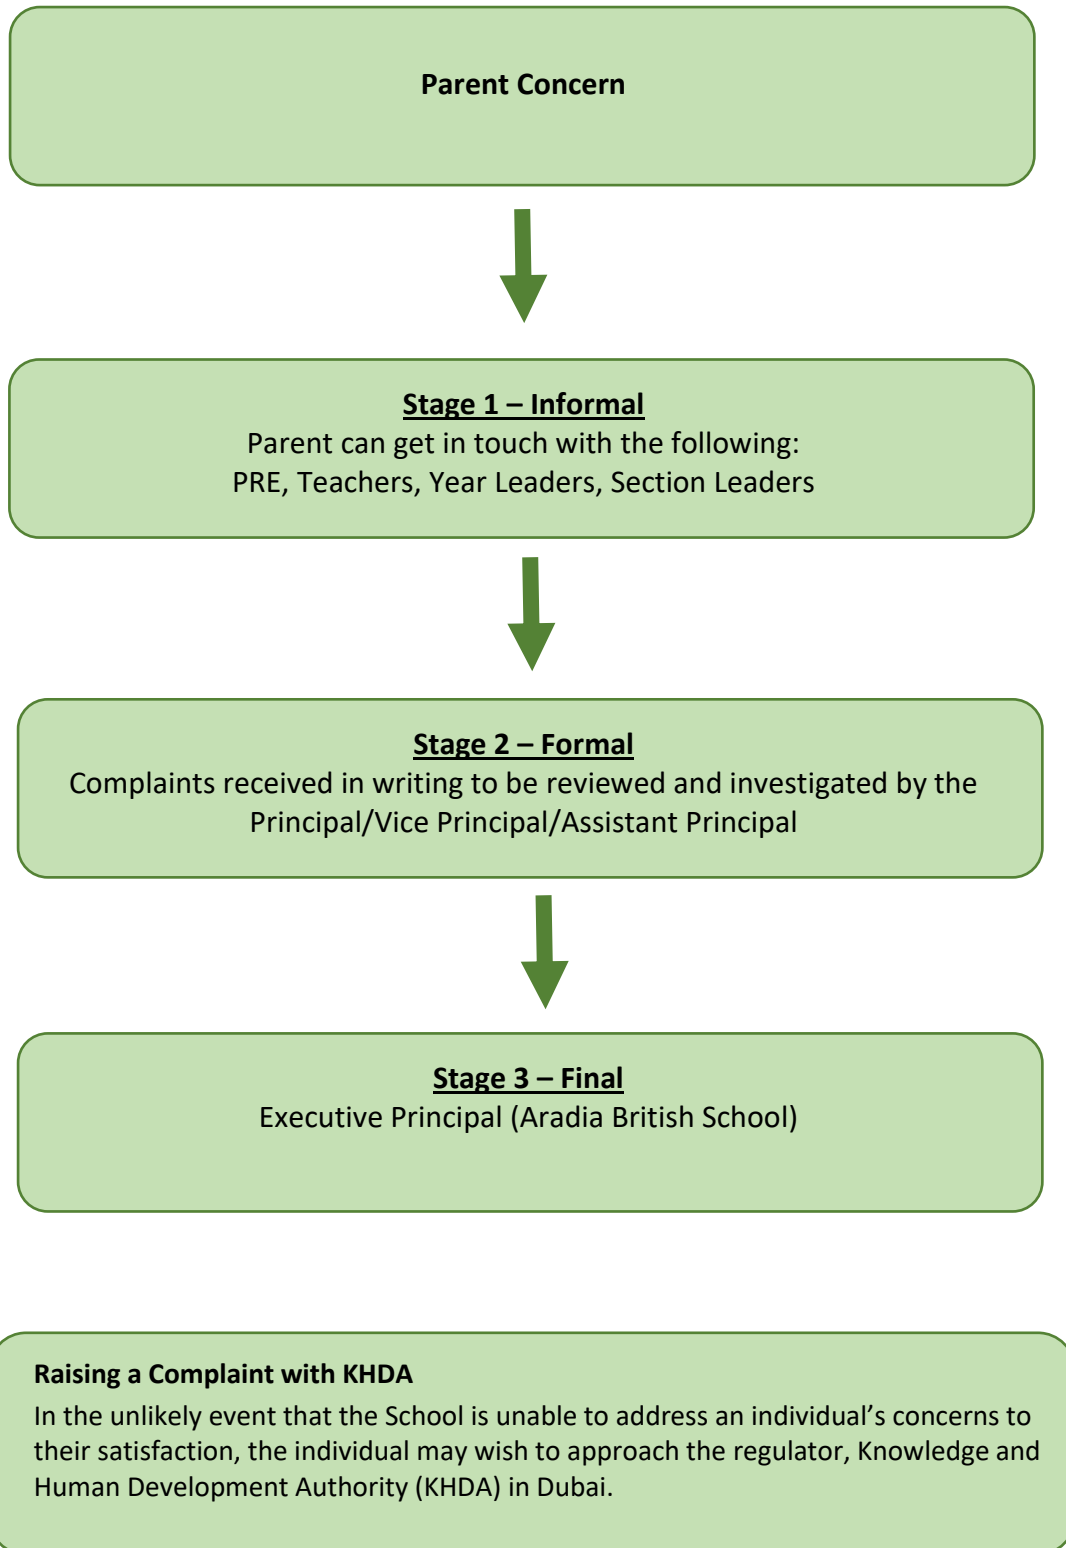 Parent Concern
Stage 1 – Informal
Parent can get in touch with the following:
PRE, Teachers, Year Leaders, Section Leaders
Stage 2 – Formal
Complaints received in writing to be reviewed and investigated by the
Principal/Vice Principal/Assistant Principal
Stage 3 – Final
Executive Principal (Aradia British School)
Raising a Complaint with KHDA
In the unlikely event that the School is unable to address an individual’s concerns to
their satisfaction, the individual may wish to approach the regulator, Knowledge and
Human Development Authority (KHDA) in Dubai.